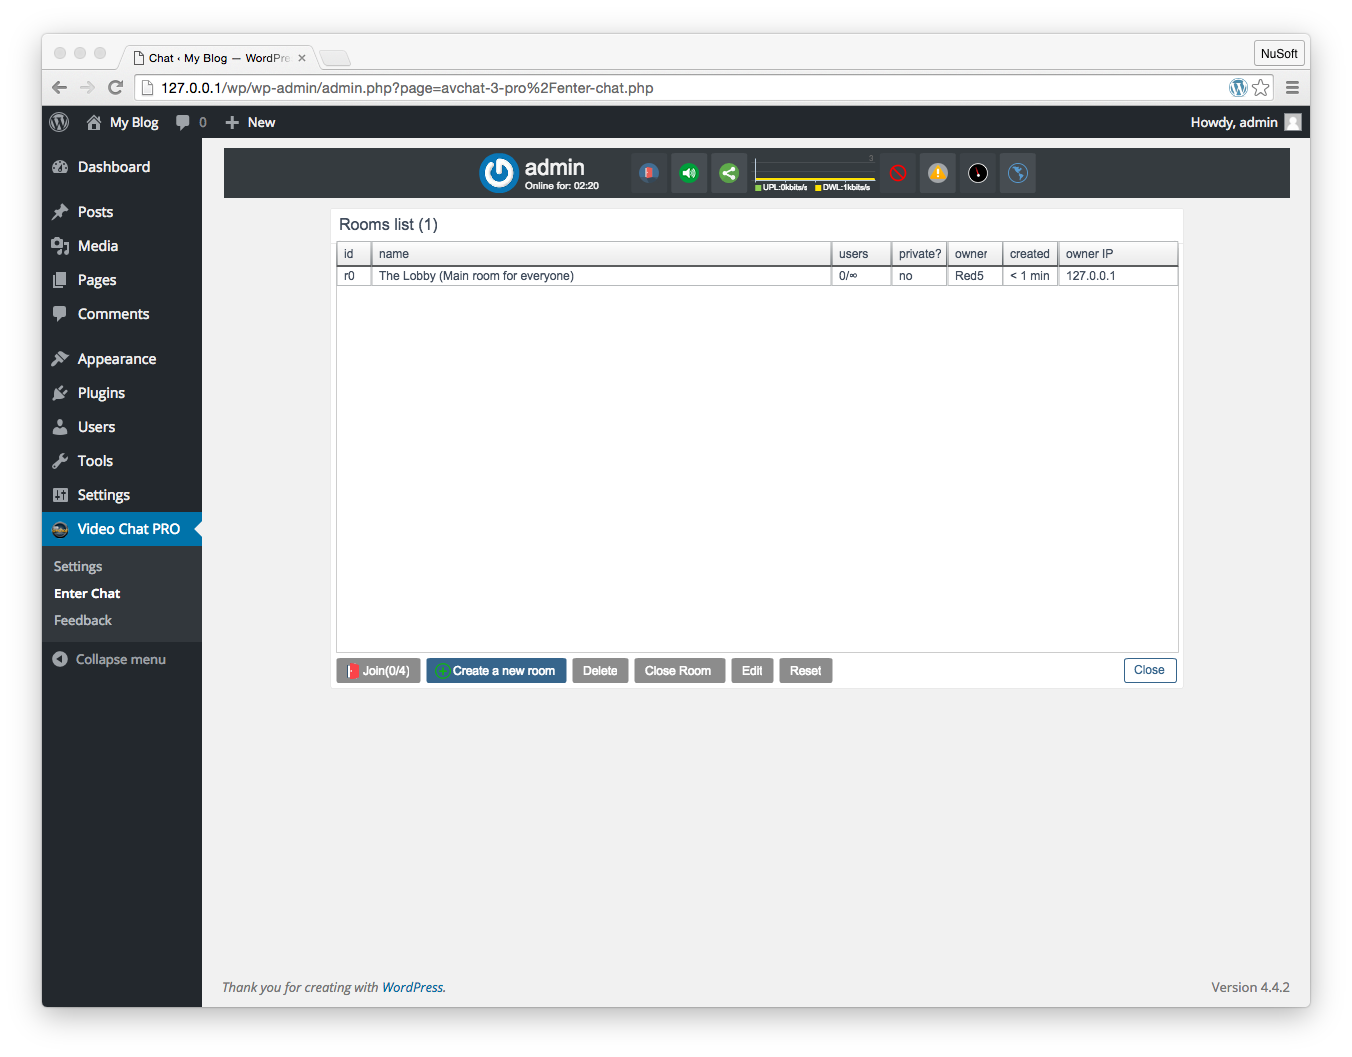 Chat ‹ My Blog — WordPre
NuSoft
127.0.0.1/wp/wp-admin/admin.php?page=avchat-3-pro%2Fenter-chat.php
My Blog 0 New Howdy, admin
Dashboard
Posts
Media
Pages
Comments
Appearance
Plugins
Users
Tools
Settings
Video Chat PRO
Settings
Enter Chat
Feedback
Collapse menu
admin
Online for: 02:20
3
UPL:0kbits/s DWL:1kbits/s
Rooms list (1)
id name users private? owner created owner IP
r0 The Lobby (Main room for everyone) 0/∞ no Red5 < 1 min 127.0.0.1
Join(0/4) Create a new room Delete Close Room Edit Reset Close
Thank you for creating with WordPress. Version 4.4.2